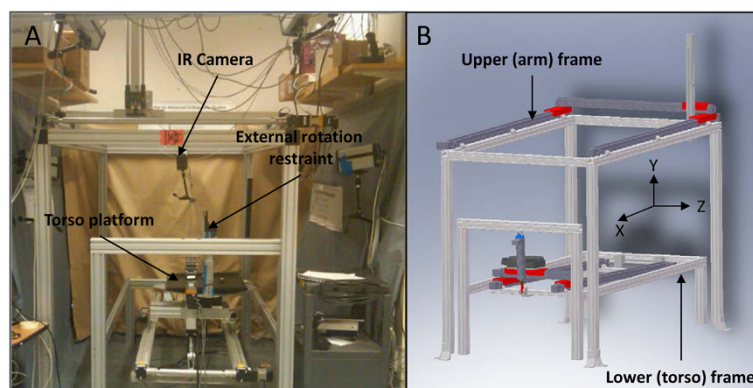 A
IR Camera
External rotation
restraint
Torso platform
B
Upper (arm) frame
Y
Z
X
Lower (torso) frame